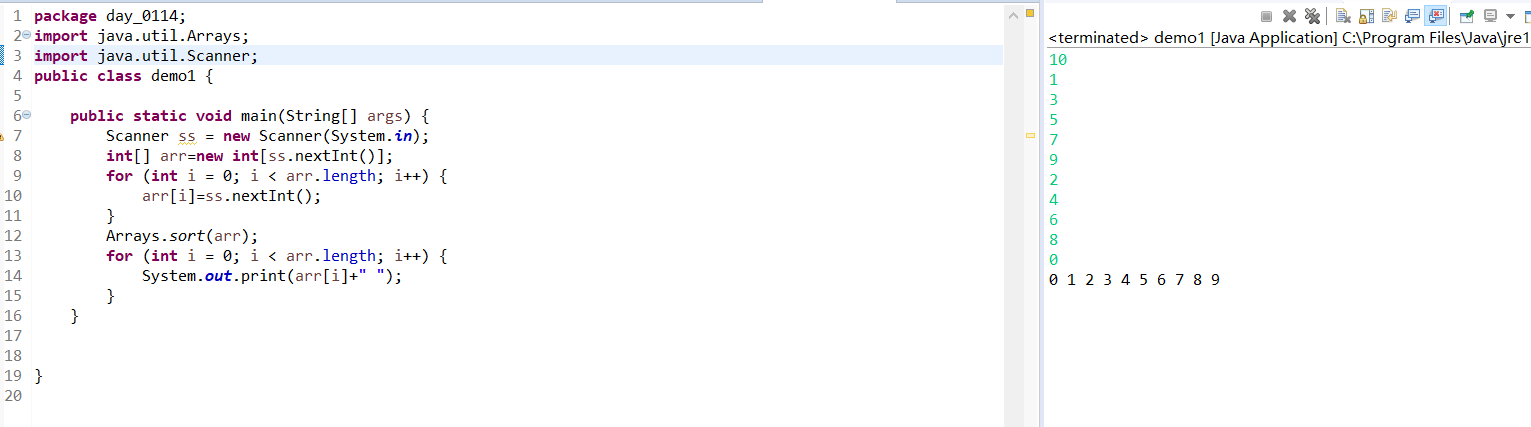 1 package day_0114;
2 import java.util.Arrays;
3 import java.util.Scanner;
4 public class demo1 {
5
6 public static void main(String[] args) {
7 Scanner ss = new Scanner(System.in);
8 int[] arr=new int[ss.nextInt()];
9 for (int i = 0; i < arr.length; i++) {
10 arr[i]=ss.nextInt();
11 }
12 Arrays.sort(arr);
13 for (int i = 0; i < arr.length; i++) {
14 System.out.print(arr[i]+" ");
15 }
16 }
17
18
19 }
20
<terminated> demo1 [Java Application] C:\Program Files\Java\jre1
10
1
3
5
7
9
2
4
6
8
0
0 1 2 3 4 5 6 7 8 9